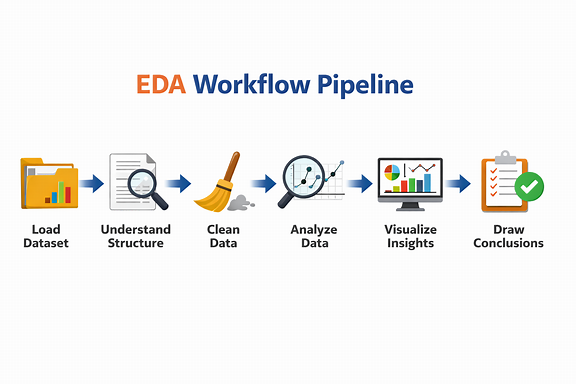 EDA Workflow Pipeline
Load
Dataset
Understand
Structure
Clean
Data
Analyze
Data
Visualize
Insights
Draw
Conclusions